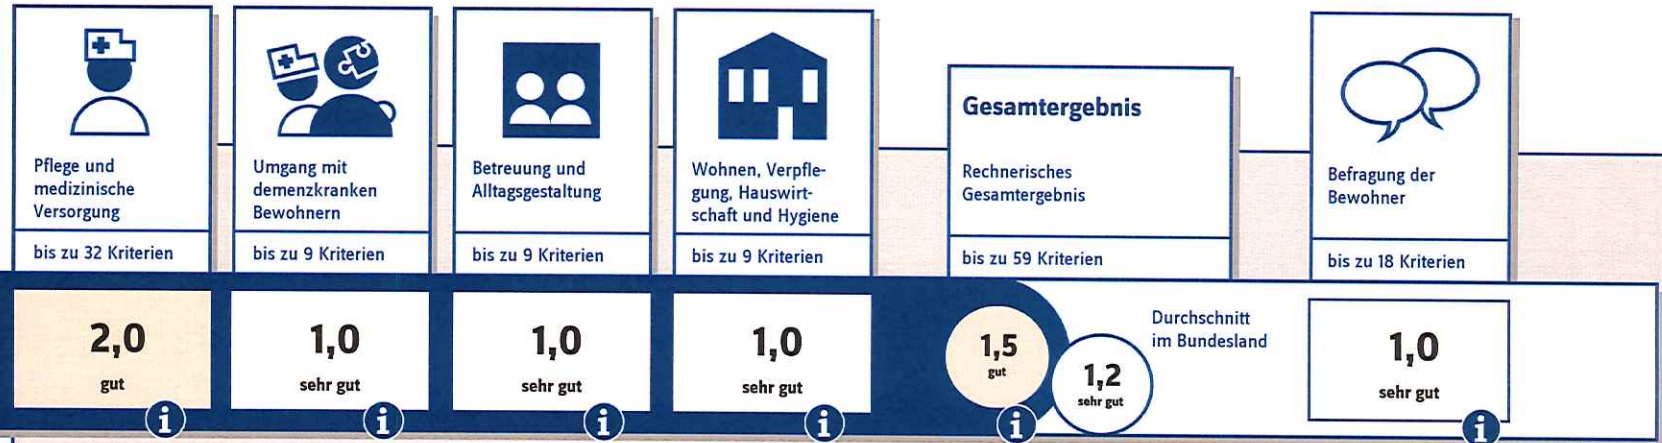 Pflege und
medizinische
Versorgung
bis zu 32 Kriterien
2,0
gut
i
Umgang mit
demenzkranken
Bewohnern
bis zu 9 Kriterien
1,0
sehr gut
i
Betreuung und
Alltagsgestaltung
bis zu 9 Kriterien
1,0
sehr gut
i
Wohnen, Verpfle-
gung, Hauswirt-
schaft und Hygiene
bis zu 9 Kriterien
1,0
sehr gut
i
Gesamtergebnis
Rechnerisches
Gesamtergebnis
bis zu 59 Kriterien
1,5
gut
i
1,2
sehr gut
Durchschnitt
im Bundesland
Befragung der
Bewohner
bis zu 18 Kriterien
1,0
sehr gut
i